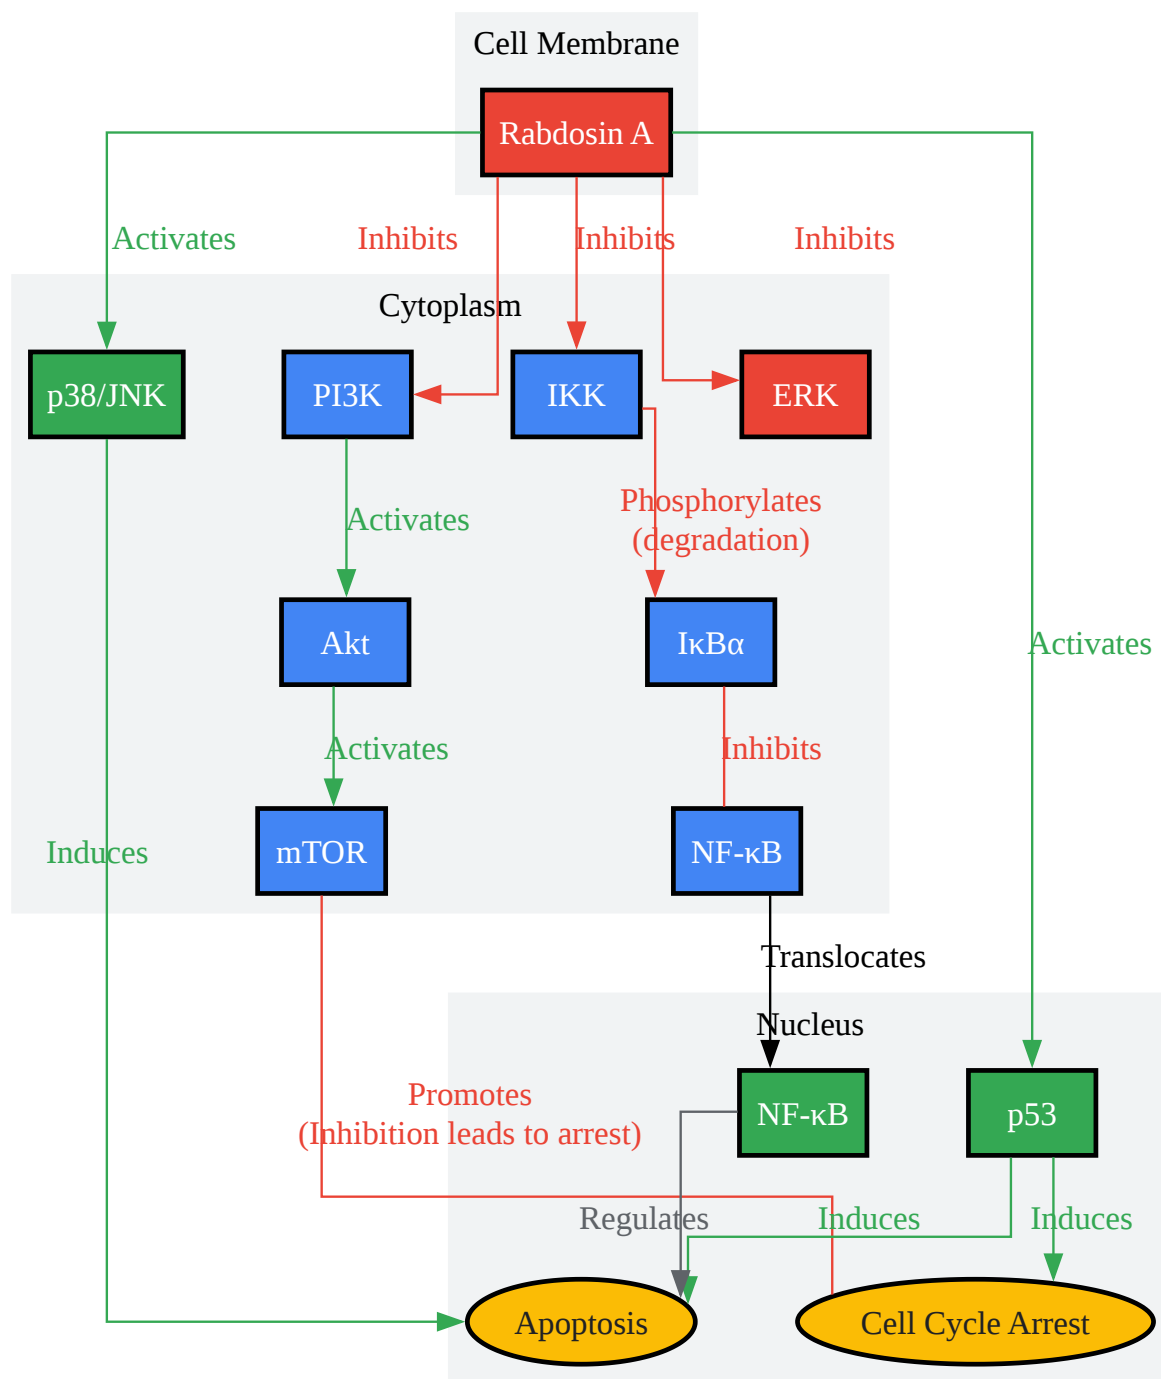 Cell Membrane
Rabdosin A
Activates
Inhibits
Inhibits
Inhibits
Cytoplasm
p38/JNK
PI3K
IKK
ERK
Activates
Phosphorylates
(degradation)
Akt
IκBα
Activates
Activates
Inhibits
Induces
mTOR
NF-κB
Translocates
Nucleus
Promotes
(Inhibition leads to arrest)
NF-κB
p53
Regulates
Induces
Induces
Apoptosis
Cell Cycle Arrest